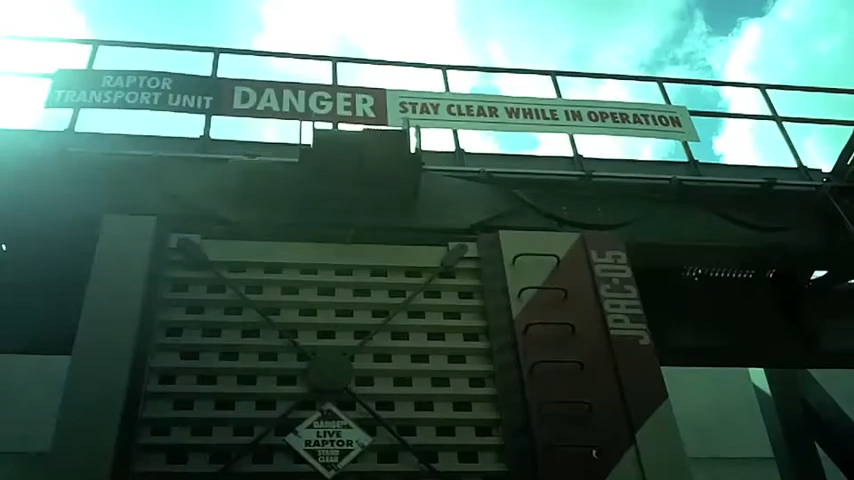 RAPTOR
TRANSPORT UNIT
DANGER
STAY CLEAR WHILE IN OPERATION
JPAC-05
DANGER
LIVE
RAPTOR
STAND
CLEAR